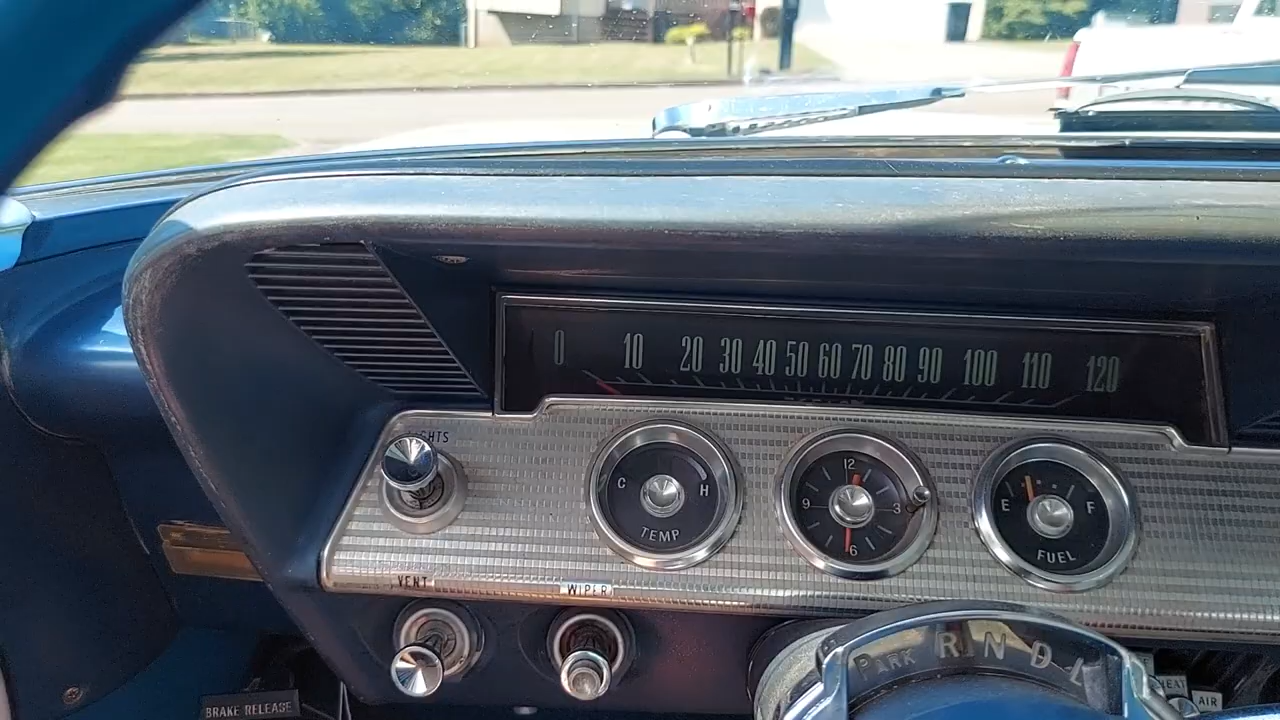 0 10 20 30 40 50 60 70 80 90 100 110 120
LIGHTS
C H
TEMP
12
9 3
6
E F
FUEL
VENT
WIPER
PARK R N D L
HEAT
AIR
BRAKE RELEASE